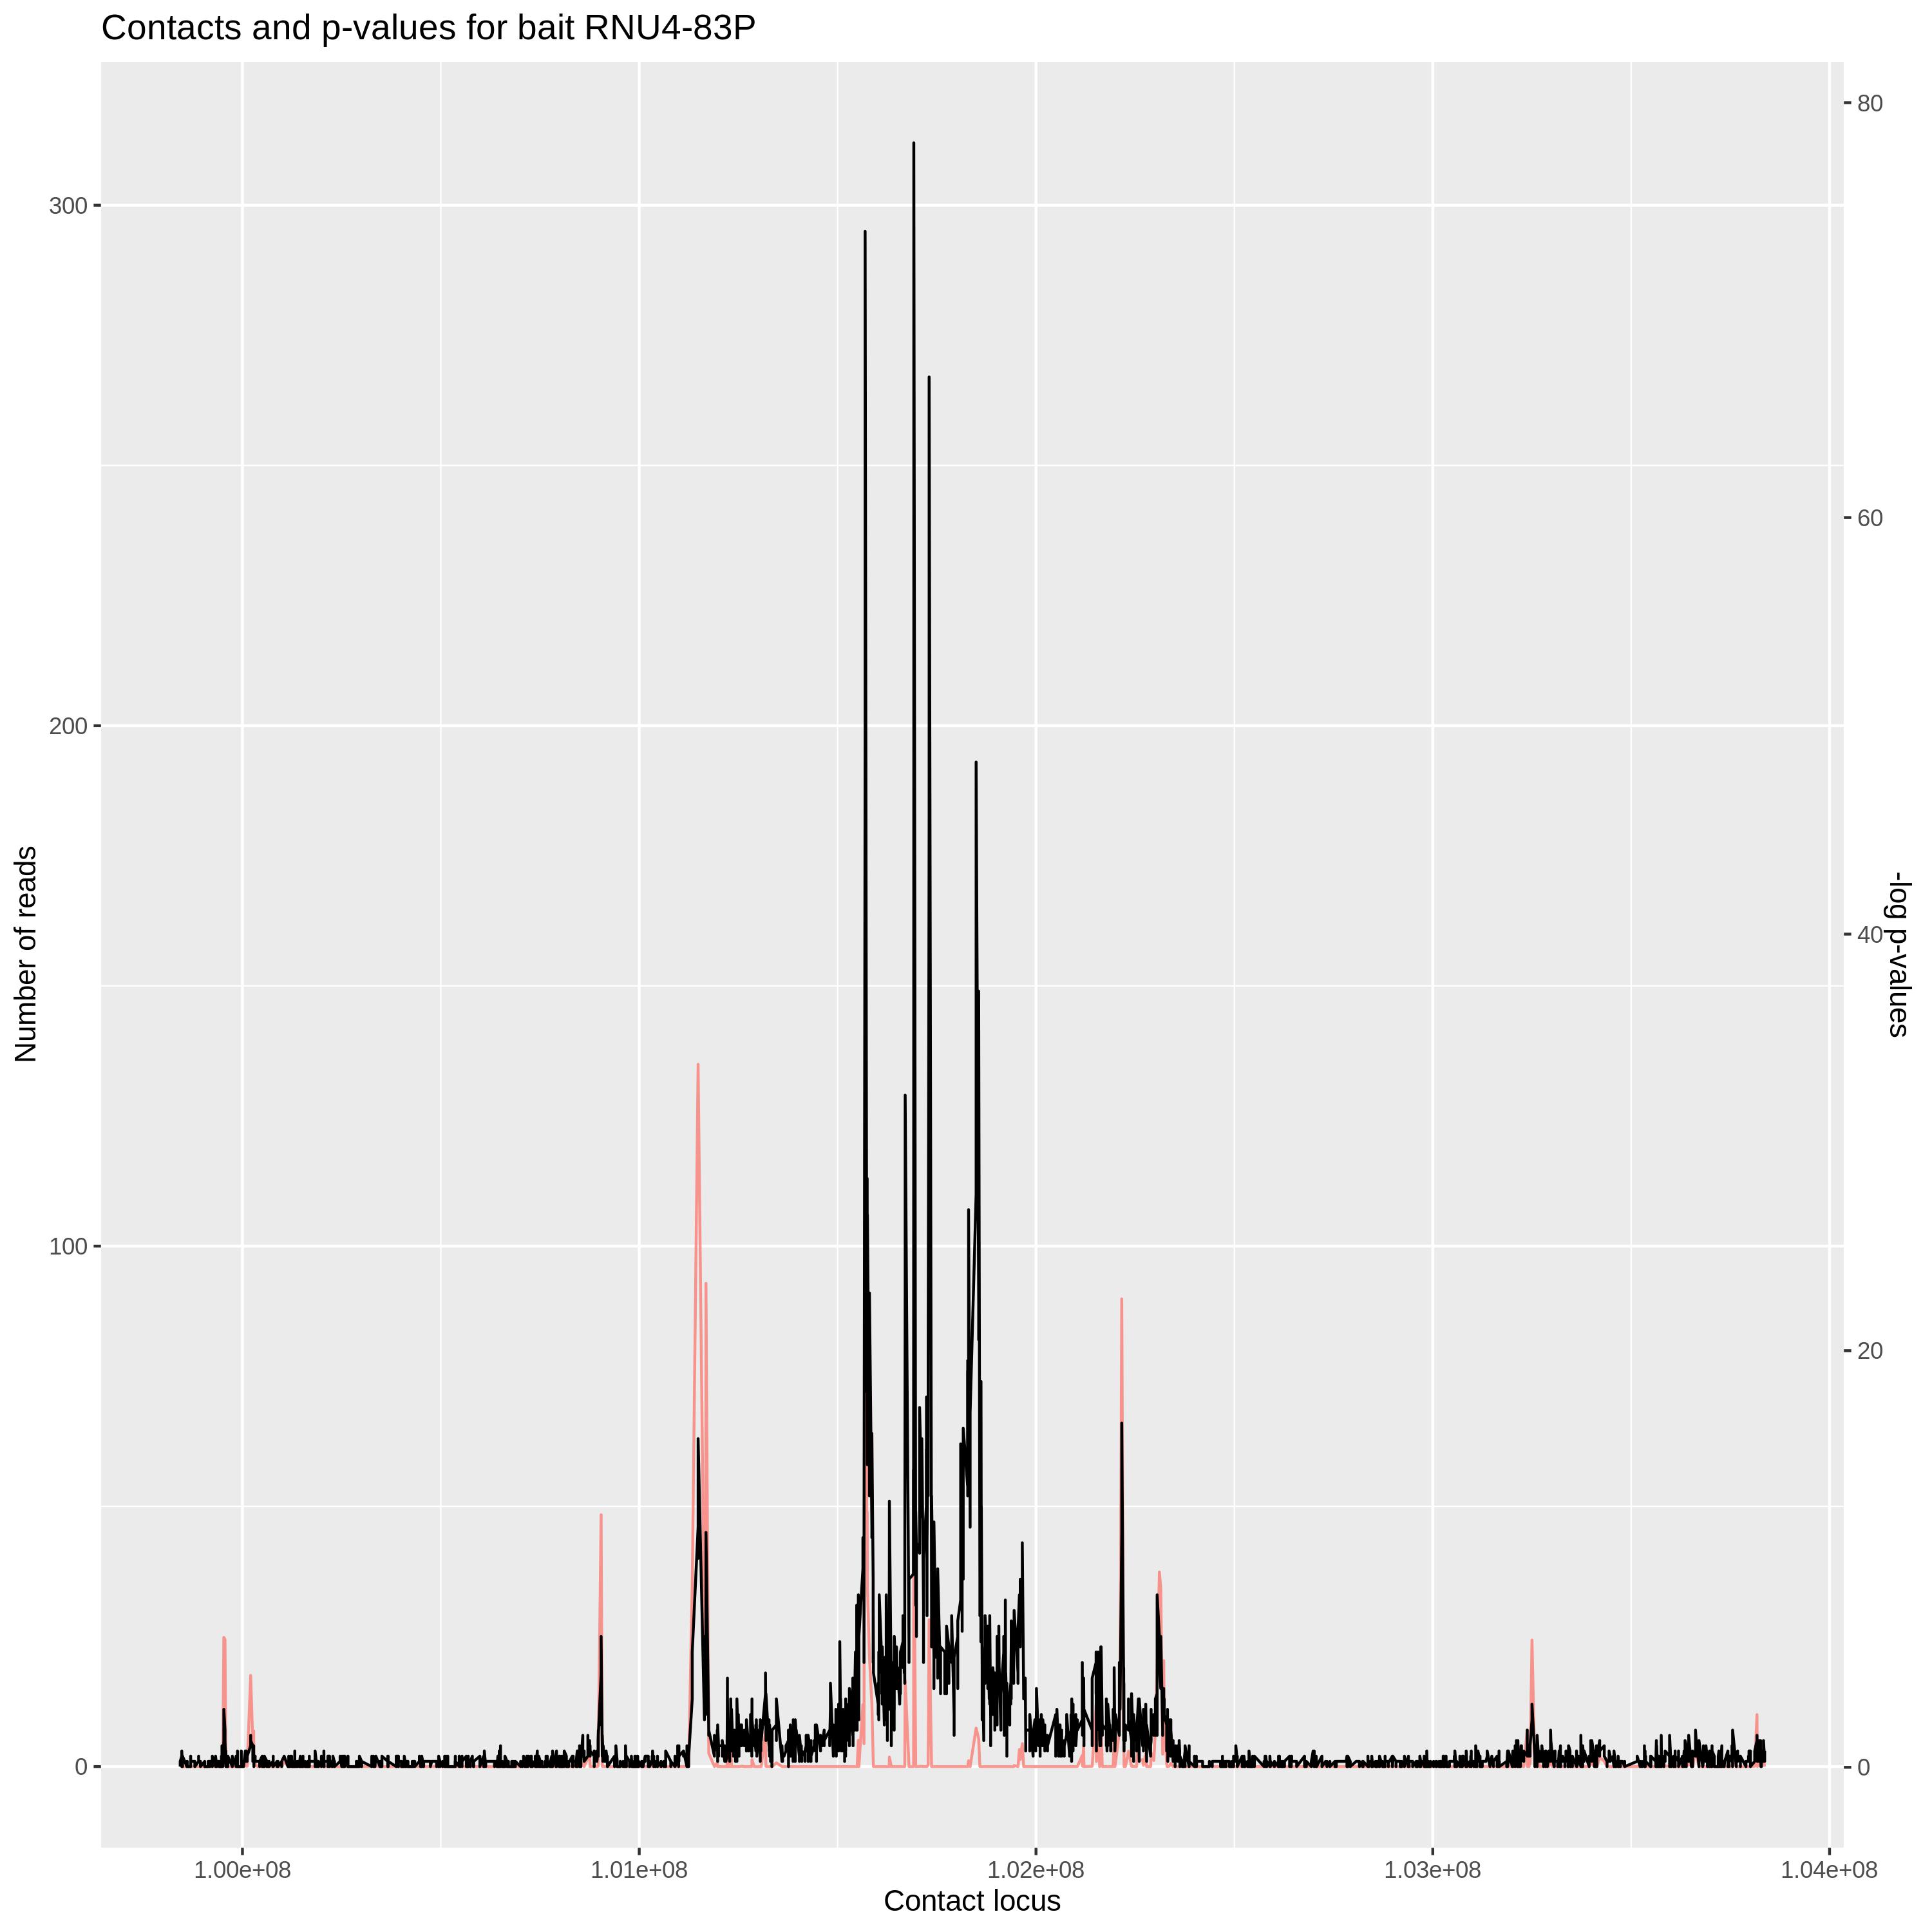 Contacts and p-values for bait RNU4-83P
300
200
100
0
Number of reads
80
60
40
20
0
-log p-values
1.00e+08
1.01e+08
1.02e+08
1.03e+08
1.04e+08
Contact locus